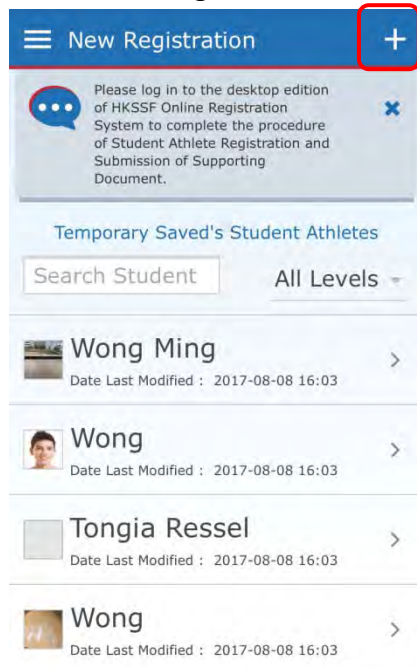 New Registration
Please log in to the desktop edition
of HKSSF Online Registration
System to complete the procedure
of Student Athlete Registration and
Submission of Supporting
Document.
Temporary Saved's Student Athletes
Search Student
All Levels
Wong Ming
Date Last Modified : 2017-08-08 16:03
Wong
Date Last Modified : 2017-08-08 16:03
Tongia Ressel
Date Last Modified : 2017-08-08 16:03
Wong
Date Last Modified : 2017-08-08 16:03